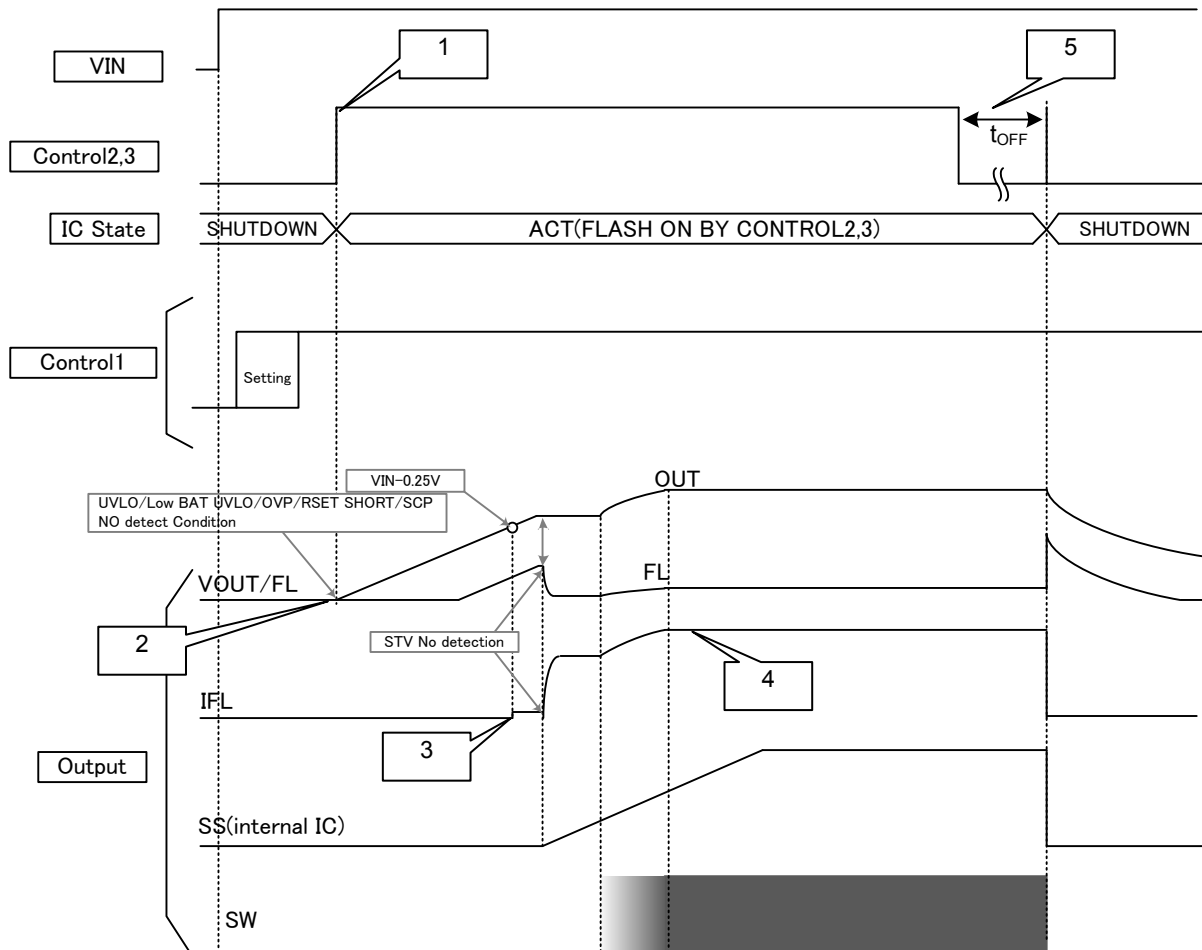 1
5
VIN
tOFF
Control2,3
IC State
SHUTDOWN
ACT(FLASH ON BY CONTROL2,3)
SHUTDOWN
Control1
Setting
VIN-0.25V
OUT
UVLO/Low BAT UVLO/OVP/RSET SHORT/SCP
NO detect Condition
VOUT/FL
FL
2
STV No detection
4
IFL
3
Output
SS(internal IC)
SW